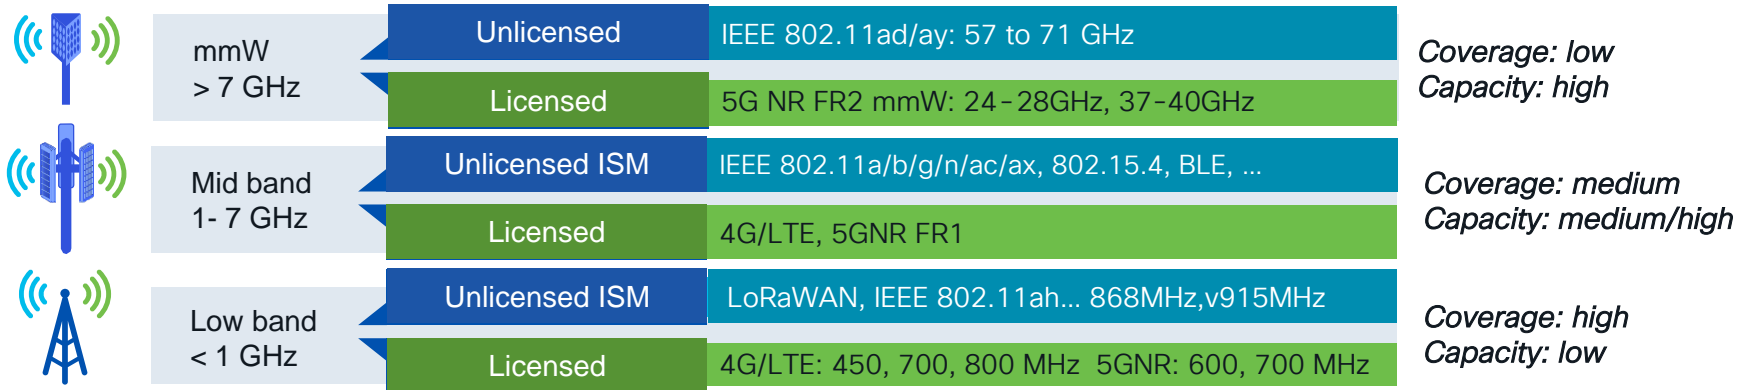 mmW
> 7 GHz
Unlicensed
IEEE 802.11ad/ay: 57 to 71 GHz
Licensed
5G NR FR2 mmW: 24-28GHz, 37-40GHz
Coverage: low
Capacity: high
Mid band
1- 7 GHz
Unlicensed ISM
IEEE 802.11a/b/g/n/ac/ax, 802.15.4, BLE, ...
Licensed
4G/LTE, 5GNR FR1
Coverage: medium
Capacity: medium/high
Low band
< 1 GHz
Unlicensed ISM
LoRaWAN, IEEE 802.11ah... 868MHz,v915MHz
Licensed
4G/LTE: 450, 700, 800 MHz 5GNR: 600, 700 MHz
Coverage: high
Capacity: low